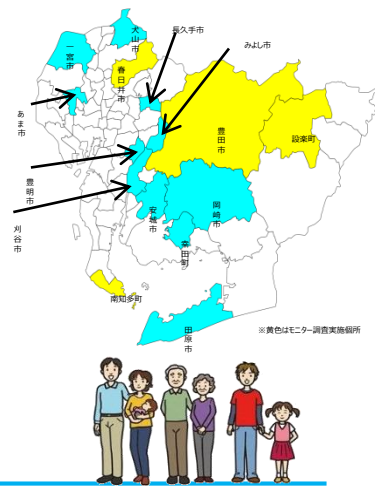 犬山市
長久手市
一宮市
みよし市
春日井市
あま市
豊田市
設楽町
豊明市
岡崎市
安城市
刈谷市
幸田町
南知多町
田原市
※黄色はモニター調査実施個所